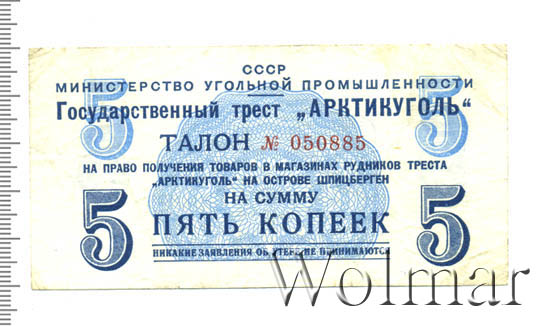 СССР
МИНИСТЕРСТВО УГОЛЬНОЙ ПРОМЫШЛЕННОСТИ
5 5
Государственный трест „АРКТИКУГОЛЬ“
ТАЛОН № 050885
НА ПРАВО ПОЛУЧЕНИЯ ТОВАРОВ В МАГАЗИНАХ РУДНИКОВ ТРЕСТА
„АРКТИКУГОЛЬ“ НА ОСТРОВЕ ШПИЦБЕРГЕН
НА СУММУ
5 ПЯТЬ КОПЕЕК 5
НИКАКИЕ ЗАЯВЛЕНИЯ ОБ УТЕРЕ НЕ ПРИНИМАЮТСЯ
Wolmar